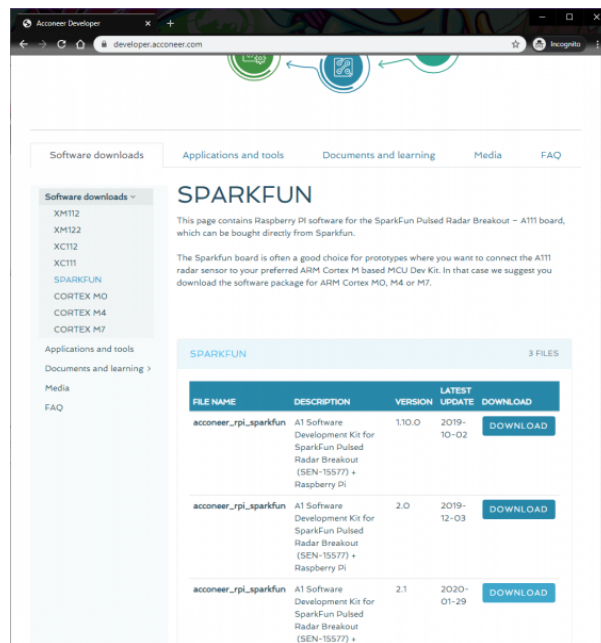 Acconeer Developer
developer.acconeer.com
Incognito
Software downloads Applications and tools Documents and learning Media FAQ
Software downloads
XM112
XM122
XC112
XC111
SPARKFUN
CORTEX M0
CORTEX M4
CORTEX M7
Applications and tools
Documents and learning >
Media
FAQ
SPARKFUN
This page contains Raspberry PI software for the SparkFun Pulsed Radar Breakout – A111 board,
which can be bought directly from Sparkfun.
The Sparkfun board is often a good choice for prototypes where you want to connect the A111
radar sensor to your preferred ARM Cortex M based MCU Dev Kit. In that case we suggest you
download the software package for ARM Cortex M0, M4 or M7.
SPARKFUN 3 FILES
FILE NAME DESCRIPTION VERSION LATEST UPDATE DOWNLOAD
acconeer_rpi_sparkfun A1 Software 1.10.0 2019- DOWNLOAD
Development Kit for 10-02
SparkFun Pulsed
Radar Breakout
(SEN-15577) +
Raspberry Pi
acconeer_rpi_sparkfun A1 Software 2.0 2019- DOWNLOAD
Development Kit for 12-03
SparkFun Pulsed
Radar Breakout
(SEN-15577) +
Raspberry Pi
acconeer_rpi_sparkfun A1 Software 2.1 2020- DOWNLOAD
Development Kit for 01-29
SparkFun Pulsed
Radar Breakout
(SEN-15577) +